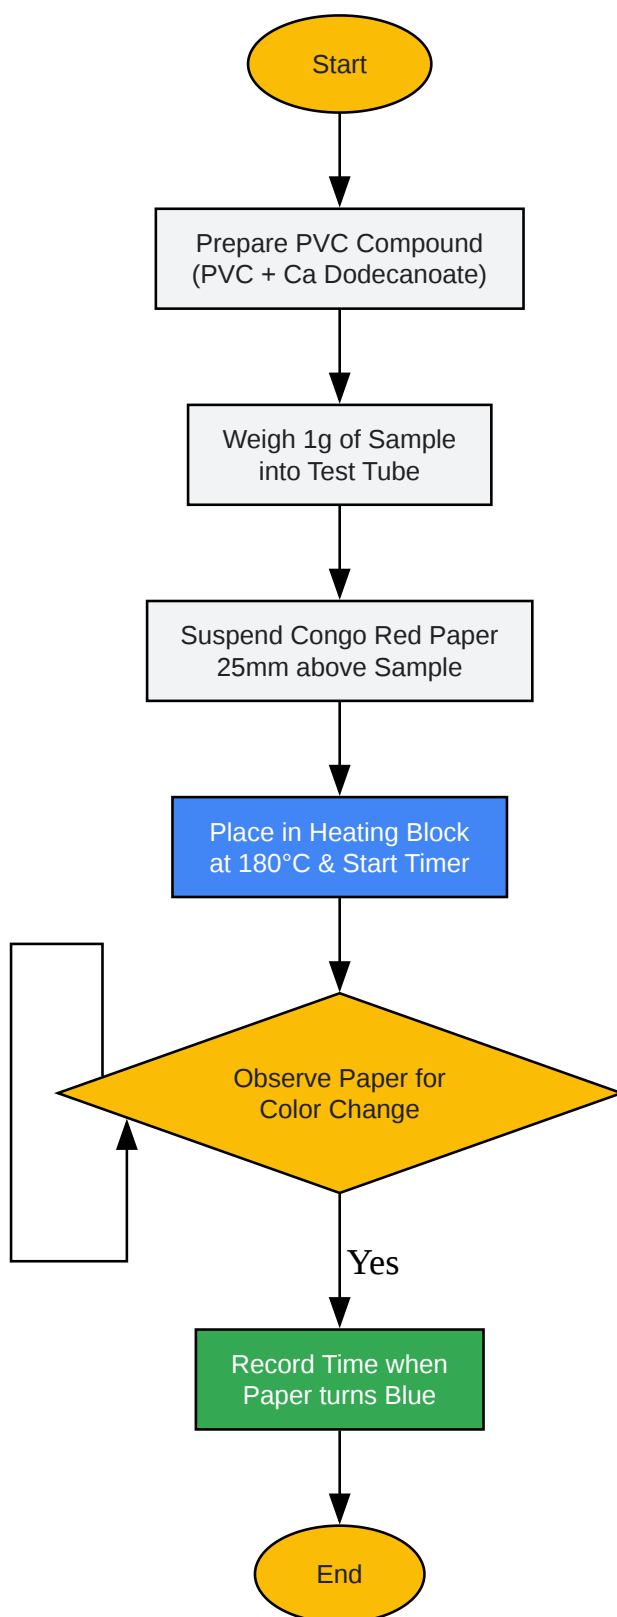 Start
Prepare PVC Compound
(PVC + Ca Dodecanoate)
Weigh 1g of Sample
into Test Tube
Suspend Congo Red Paper
25mm above Sample
Place in Heating Block
at 180°C & Start Timer
Observe Paper for
Color Change
Yes
Record Time when
Paper turns Blue
End